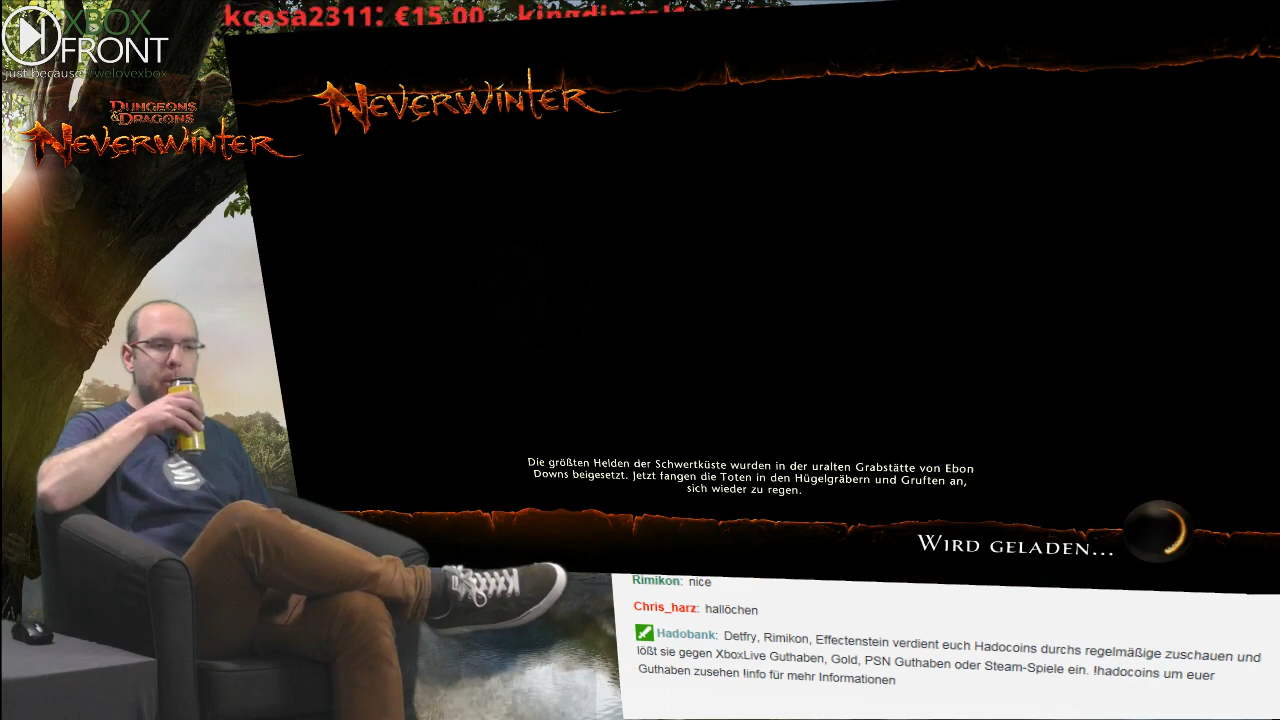 kcosa2311: €15.00
XBOX
FRONT
just because #welovexbox
DUNGEONS
& DRAGONS
NEVERWINTER
NEVERWINTER
Die größten Helden der Schwertküste wurden in der uralten Grabstätte von Ebon
Downs beigesetzt. Jetzt fangen die Toten in den Hügelgräbern und Gruften an,
sich wieder zu regen.
WIRD GELADEN...
Rimikon: nice
Chris_harz: hallöchen
Hadobank: Detfry, Rimikon, Effectenstein verdient euch Hadocoins durchs regelmäßige zuschauen und
lößt sie gegen XboxLive Guthaben, Gold, PSN Guthaben oder Steam-Spiele ein. !hadocoins um euer
Guthaben zusehen !info für mehr Informationen